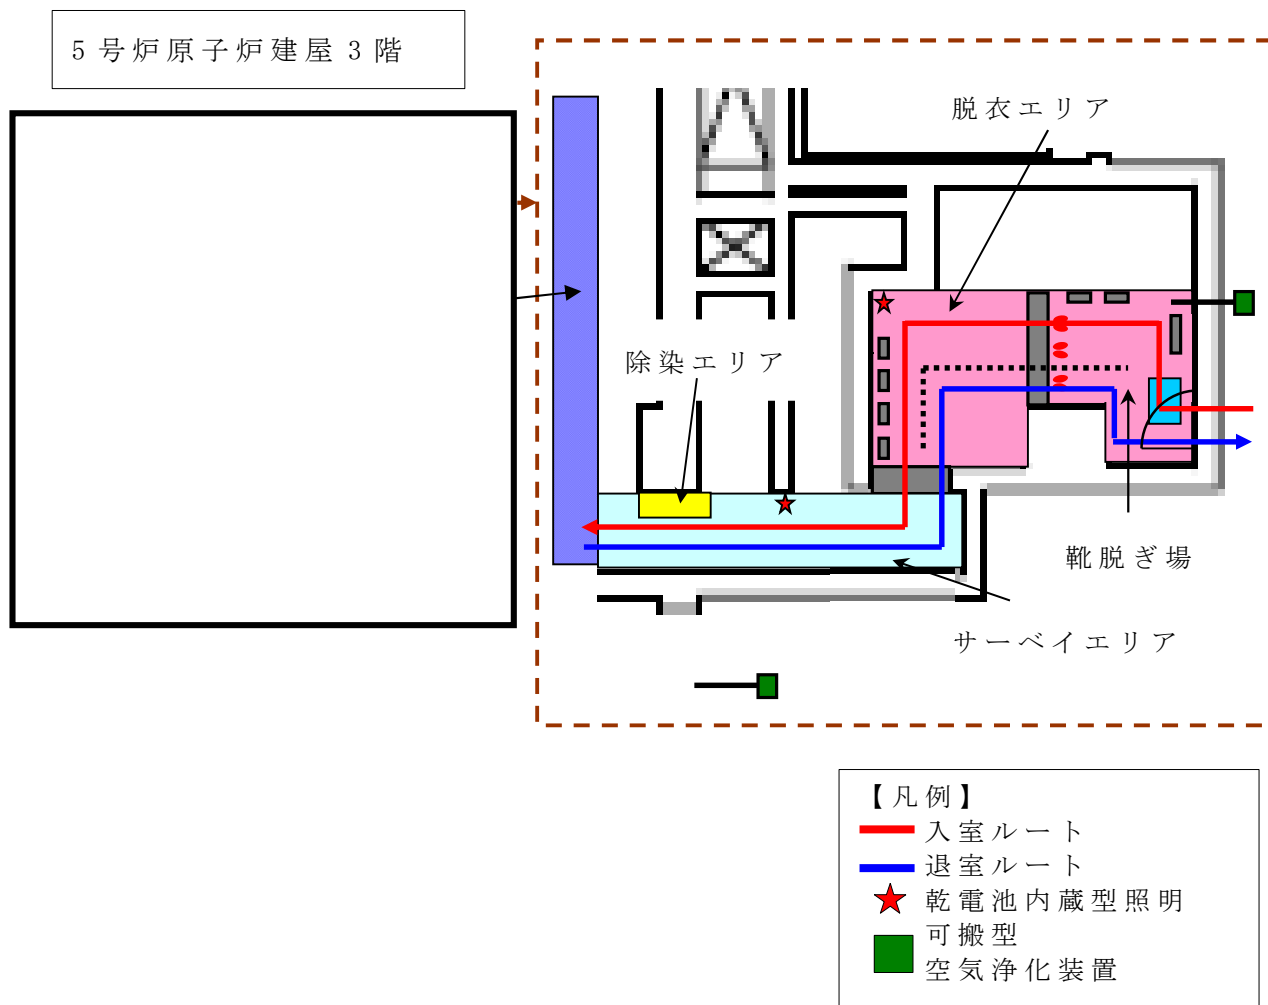 5号炉原子炉建屋3階
脱衣エリア
除染エリア
靴脱ぎ場
サーベイエリア
【凡例】
入室ルート
退室ルート
乾電池内蔵型照明
可搬型
空気浄化装置